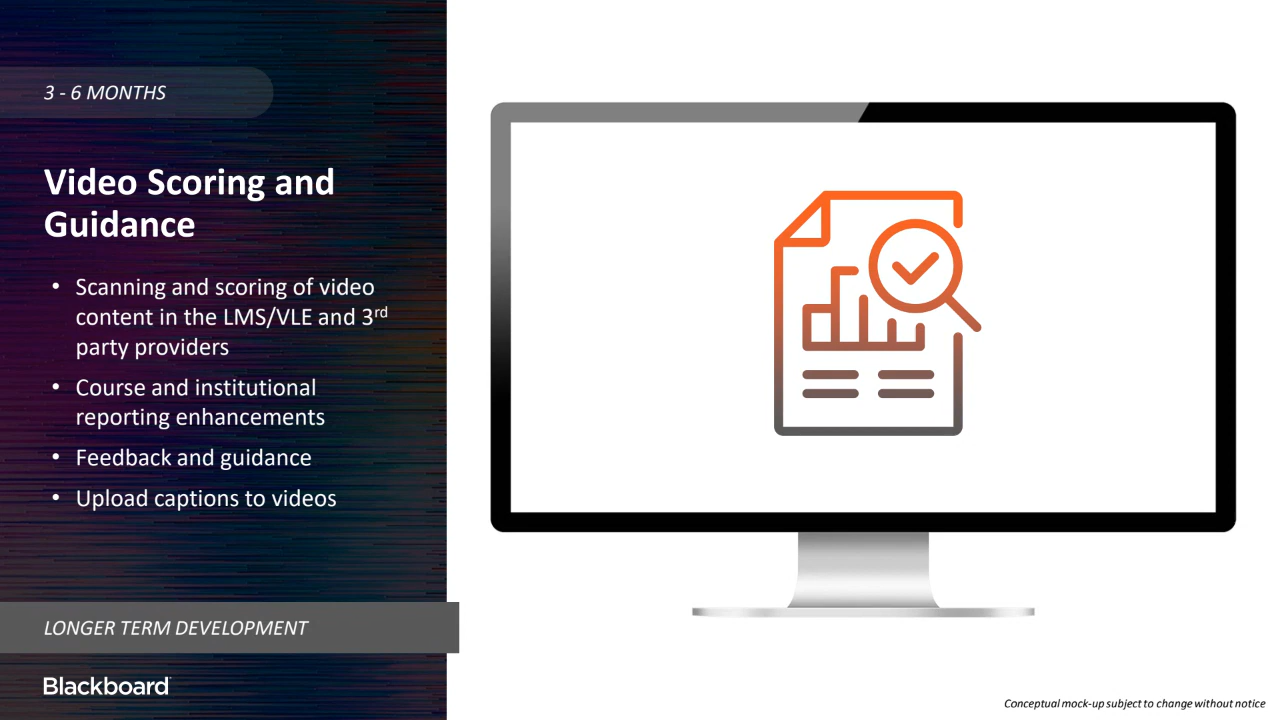 3 - 6 MONTHS
Video Scoring and
Guidance
• Scanning and scoring of video
content in the LMS/VLE and 3rd
party providers
• Course and institutional
reporting enhancements
• Feedback and guidance
• Upload captions to videos
LONGER TERM DEVELOPMENT
Blackboard
Conceptual mock-up subject to change without notice